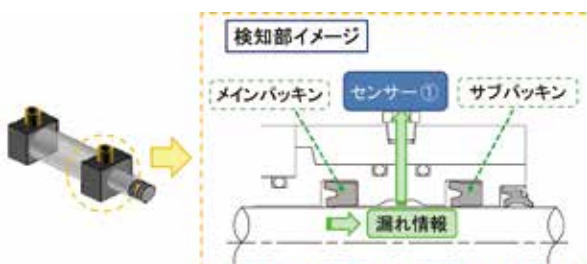 検知部イメージ
メインパッキン
センサー①
サブパッキン
漏れ情報